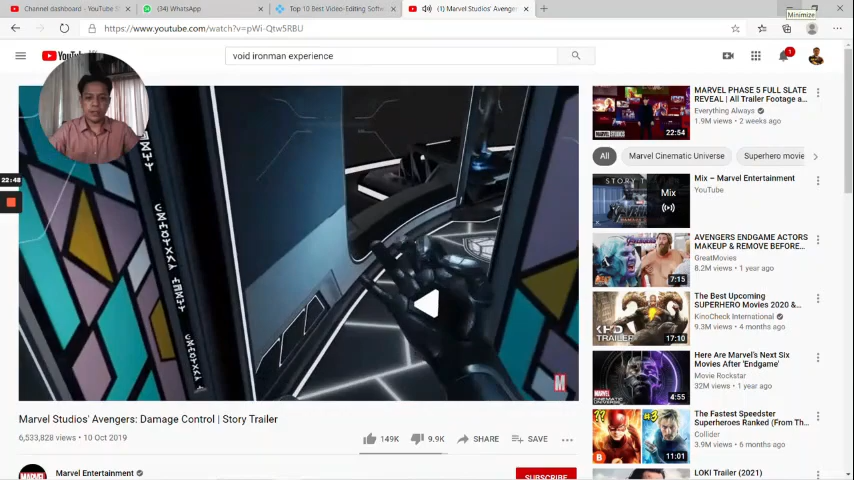 Channel dashboard - YouTube S
(34) WhatsApp
Top 10 Best Video-Editing Softw
(1) Marvel Studios' Avenge
Minimize
https://www.youtube.com/watch?v=pWi-Qtw5RBU
void ironman experience
1
22:48
Marvel Studios' Avengers: Damage Control | Story Trailer
6,533,828 views • 10 Oct 2019
149K
9.9K
SHARE
SAVE
MARVEL
Marvel Entertainment
SUBSCRIBE
MARVEL PHASE 5 FULL SLATE
REVEAL | All Trailer Footage a...
Everything Always
1.9M views • 2 weeks ago
22:54
All
Marvel Cinematic Universe
Superhero movie
Mix
Mix – Marvel Entertainment
YouTube
AVENGERS ENDGAME ACTORS
MAKEUP & REMOVE BEFORE...
GreatMovies
8.2M views • 1 year ago
7:15
The Best Upcoming
SUPERHERO Movies 2020 &...
KinoCheck International
9.3M views • 4 months ago
TRAILER
17:10
Here Are Marvel's Next Six
Movies After 'Endgame'
Movie Rockstar
32M views • 1 year ago
4:55
The Fastest Speedster
Superheroes Ranked (From Th...
Collider
3.9M views • 6 months ago
??
#3
11:01
LOKI Trailer (2021)